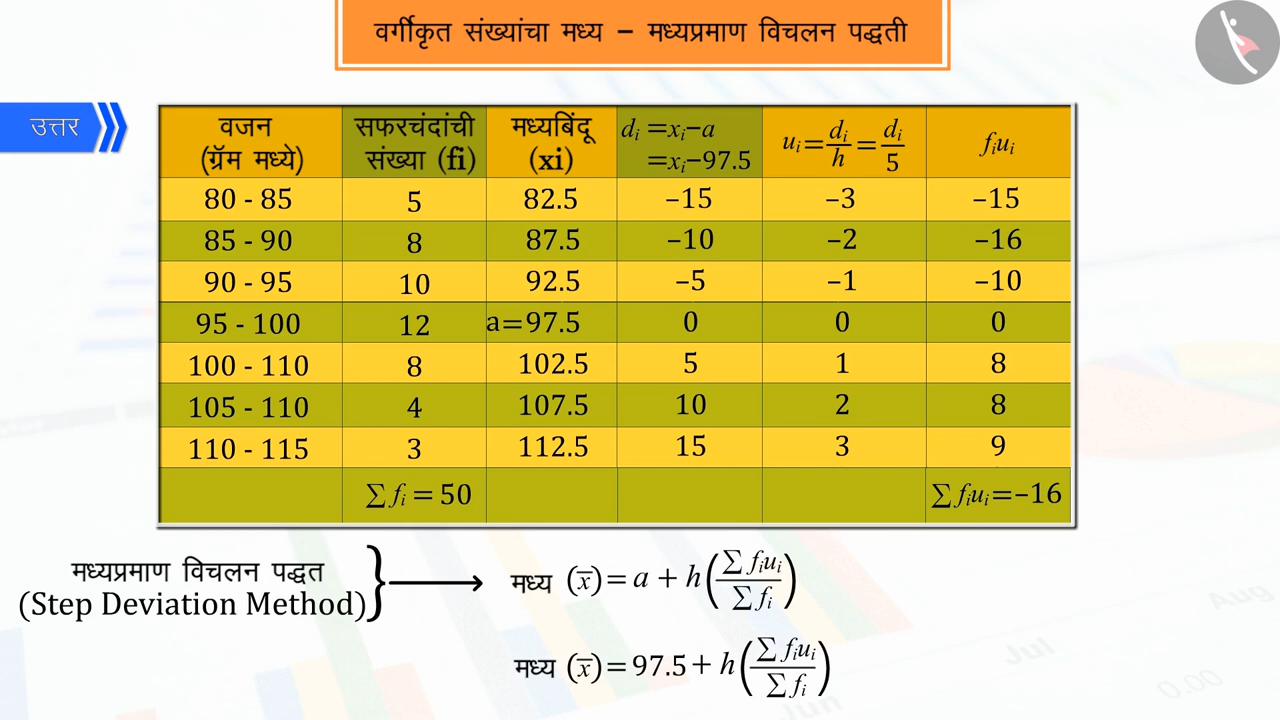 वर्गीकृत संख्यांचा मध्य – मध्यप्रमाण विचलन पद्धती
उत्तर
वजन (ग्रॅम मध्ये) सफरचंदांची संख्या (fi) मध्यबिंदू (xi) dᵢ =xᵢ–a =xᵢ–97.5 uᵢ=dᵢ/h=dᵢ/5 fᵢuᵢ
80 - 85 5 82.5 –15 –3 –15
85 - 90 8 87.5 –10 –2 –16
90 - 95 10 92.5 –5 –1 –10
95 - 100 12 a=97.5 0 0 0
100 - 110 8 102.5 5 1 8
105 - 110 4 107.5 10 2 8
110 - 115 3 112.5 15 3 9
∑fᵢ = 50 ∑fᵢuᵢ=–16
मध्यप्रमाण विचलन पद्धत
(Step Deviation Method)
मध्य (x̅)= a + h(∑fᵢuᵢ/∑fᵢ)
मध्य (x̅)= 97.5+ h(∑fᵢuᵢ/∑fᵢ)
Jul
Jun
Aug
0.00